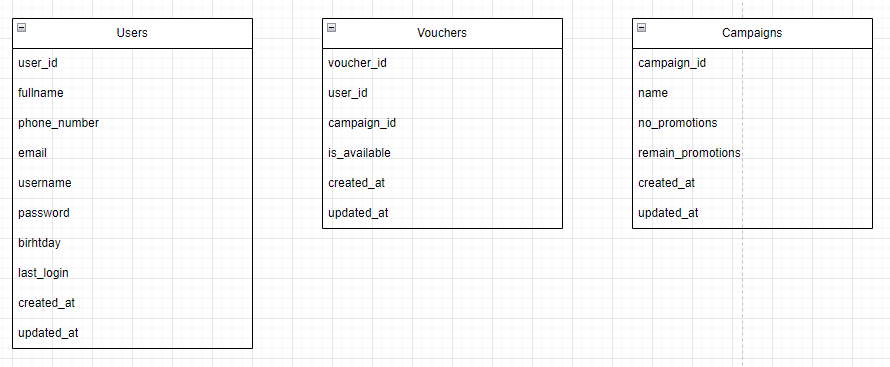 Users
user_id
fullname
phone_number
email
username
password
birhtday
last_login
created_at
updated_at
Vouchers
voucher_id
user_id
campaign_id
is_available
created_at
updated_at
Campaigns
campaign_id
name
no_promotions
remain_promotions
created_at
updated_at